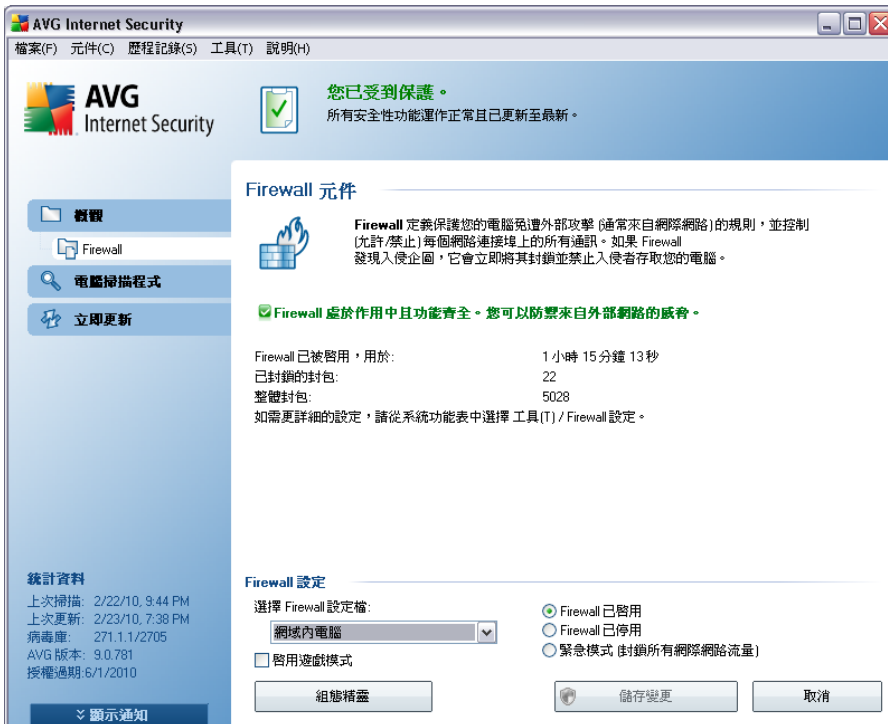 AVG Internet Security
檔案(F) 元件(C) 歷程記錄(S) 工具(T) 說明(H)
AVG
Internet Security
您已受到保護。
所有安全性功能運作正常且已更新至最新。
概觀
Firewall
電腦掃描程式
立即更新
Firewall 元件
Firewall 定義保護您的電腦免遭外部攻擊 (通常來自網際網路) 的規則，並控制
(允許/禁止) 每個網路連接埠上的所有通訊。如果 Firewall
發現入侵企圖，它會立即將其封鎖並禁止入侵者存取您的電腦。
Firewall 處於作用中且功能齊全。您可以防禦來自外部網路的威脅。
Firewall 已被啓用，用於: 1 小時 15 分鐘 13 秒
已封鎖的封包: 22
整體封包: 5028
如需更詳細的設定，請從系統功能表中選擇 工具(T) / Firewall 設定。
統計資料
上次掃描: 2/22/10, 9:44 PM
上次更新: 2/23/10, 7:38 PM
病毒庫: 271.1.1/2705
AVG 版本: 9.0.781
授權過期:6/1/2010
顯示通知
Firewall 設定
選擇 Firewall 設定檔:
網域內電腦
啓用遊戲模式
Firewall 已啓用
Firewall 已停用
緊急模式 (封鎖所有網際網路流量)
組態精靈
儲存變更
取消